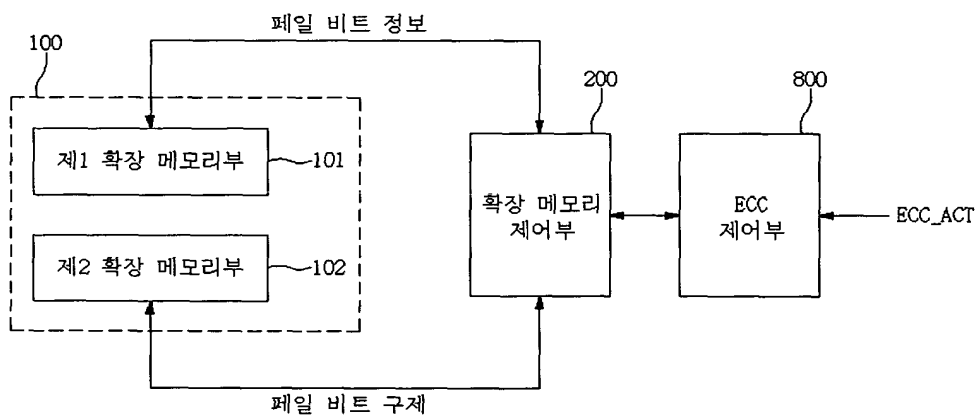 페일 비트 정보
100
200
800
제1 확장 메모리부
101
제2 확장 메모리부
102
확장 메모리
제어부
ECC
제어부
ECC_ACT
페일 비트 구제